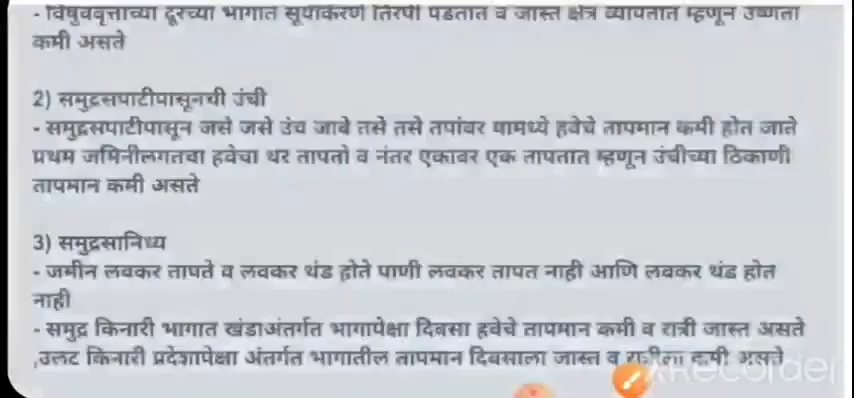 - विषुववृत्ताच्या दूरच्या भागात सूर्यकिरणे तिरपी पडतात व जास्त क्षेत्र व्यापतात म्हणून उष्णता
कमी असते
2) समुद्रसपाटीपासूनची उंची
- समुद्रसपाटीपासून जसे जसे उंच जावे तसे तसे तपांबर यामध्ये हवेचे तापमान कमी होत जाते
प्रथम जमिनीलगतचा हवेचा थर तापतो व नंतर एकावर एक तापतात म्हणून उंचीच्या ठिकाणी
तापमान कमी असते
3) समुद्रसानिध्य
- जमीन लवकर तापते व लवकर थंड होते पाणी लवकर तापत नाही आणि लवकर थंड होत
नाही
- समुद्र किनारी भागात खंडाअंतर्गत भागापेक्षा दिवसा हवेचे तापमान कमी व रात्री जास्त असते
,उलट किनारी प्रदेशापेक्षा अंतर्गत भागातील तापमान दिवसाला जास्त व रात्रीला कमी असते
XRecorder